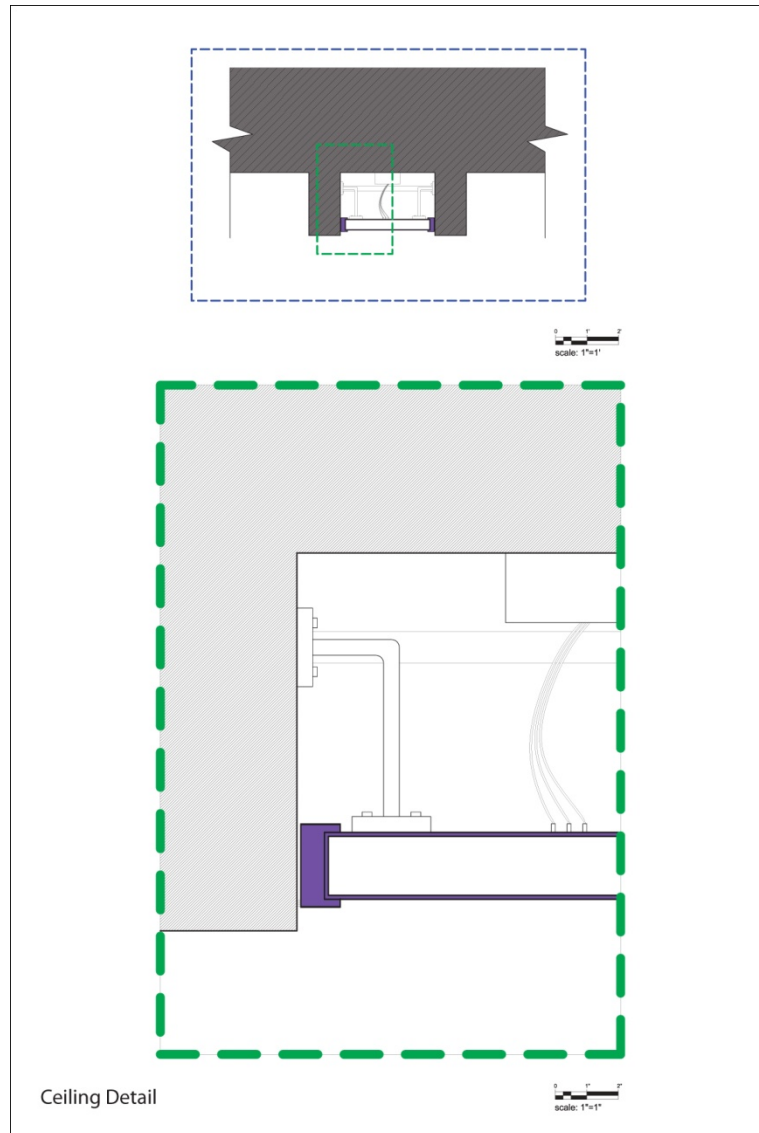 0 1' 2'
scale: 1"=1'
0 1" 2"
scale: 1"=1"
Ceiling Detail